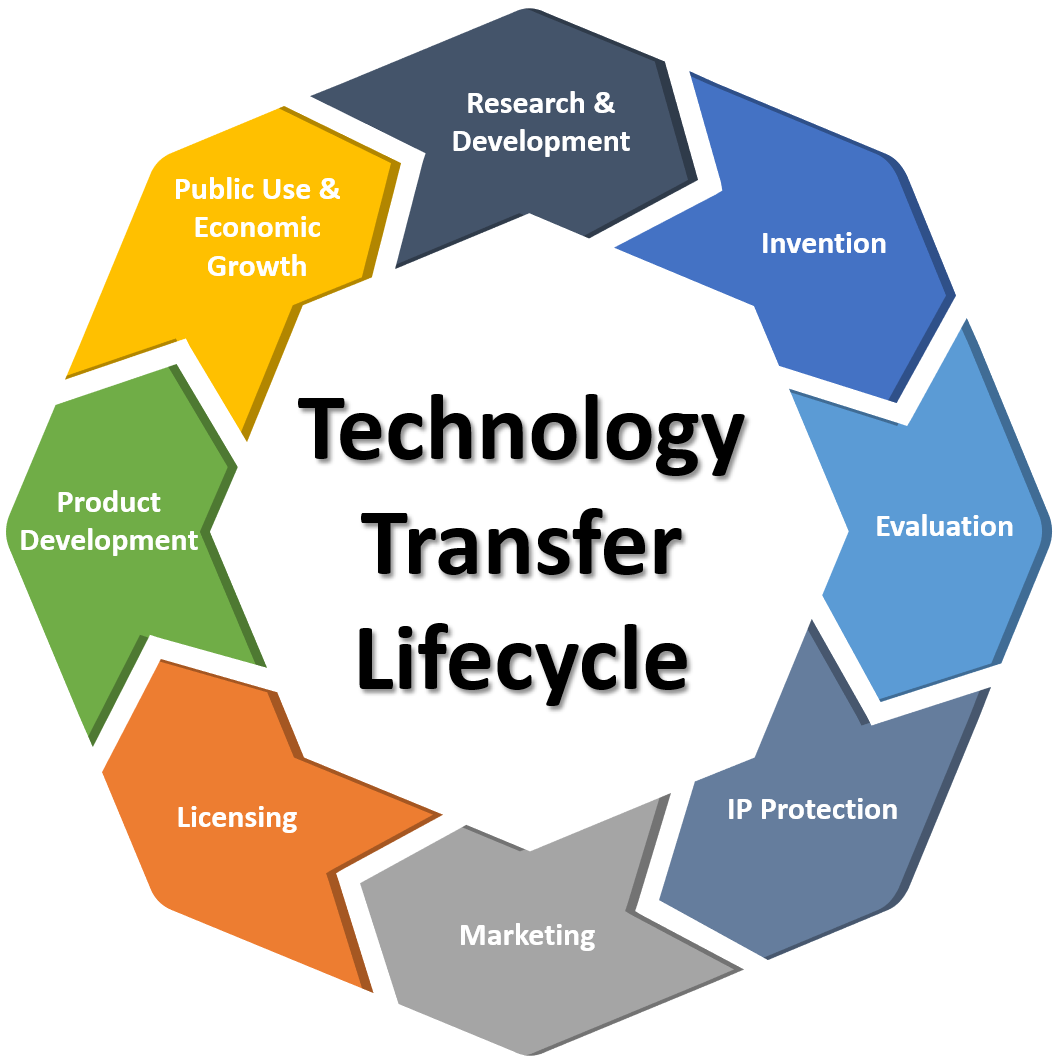 Research &
Development
Invention
Evaluation
IP Protection
Marketing
Licensing
Product
Development
Public Use &
Economic
Growth
Technology
Transfer
Lifecycle